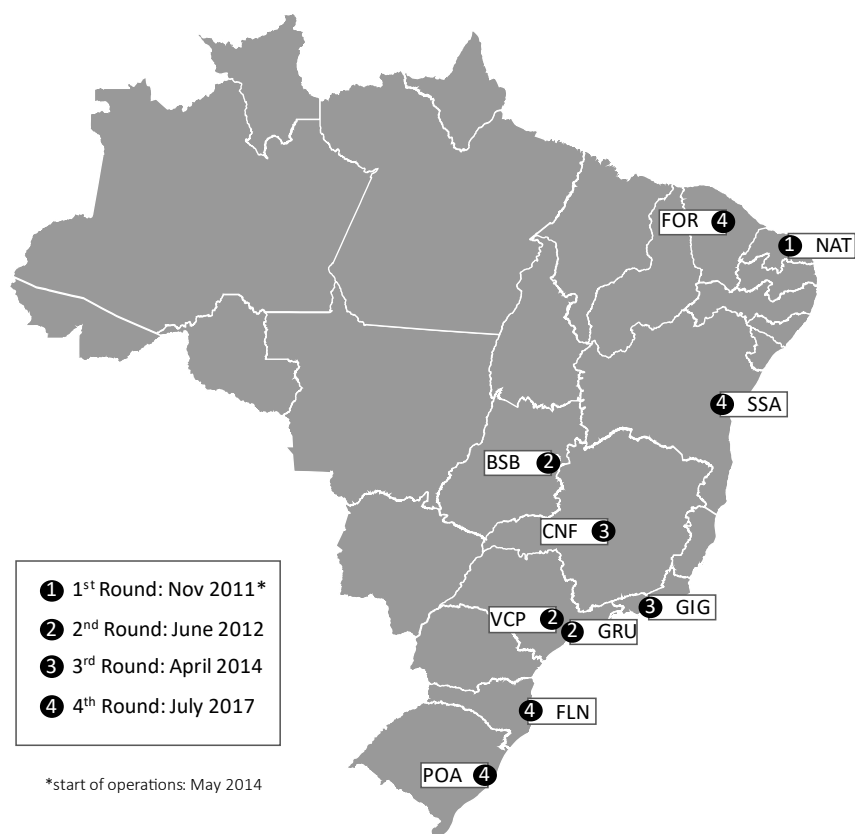 FOR 4
1 NAT
4 SSA
BSB 2
CNF 3
3 GIG
VCP 2
2 GRU
4 FLN
POA 4
1 1st Round: Nov 2011*
2 2nd Round: June 2012
3 3rd Round: April 2014
4 4th Round: July 2017
*start of operations: May 2014